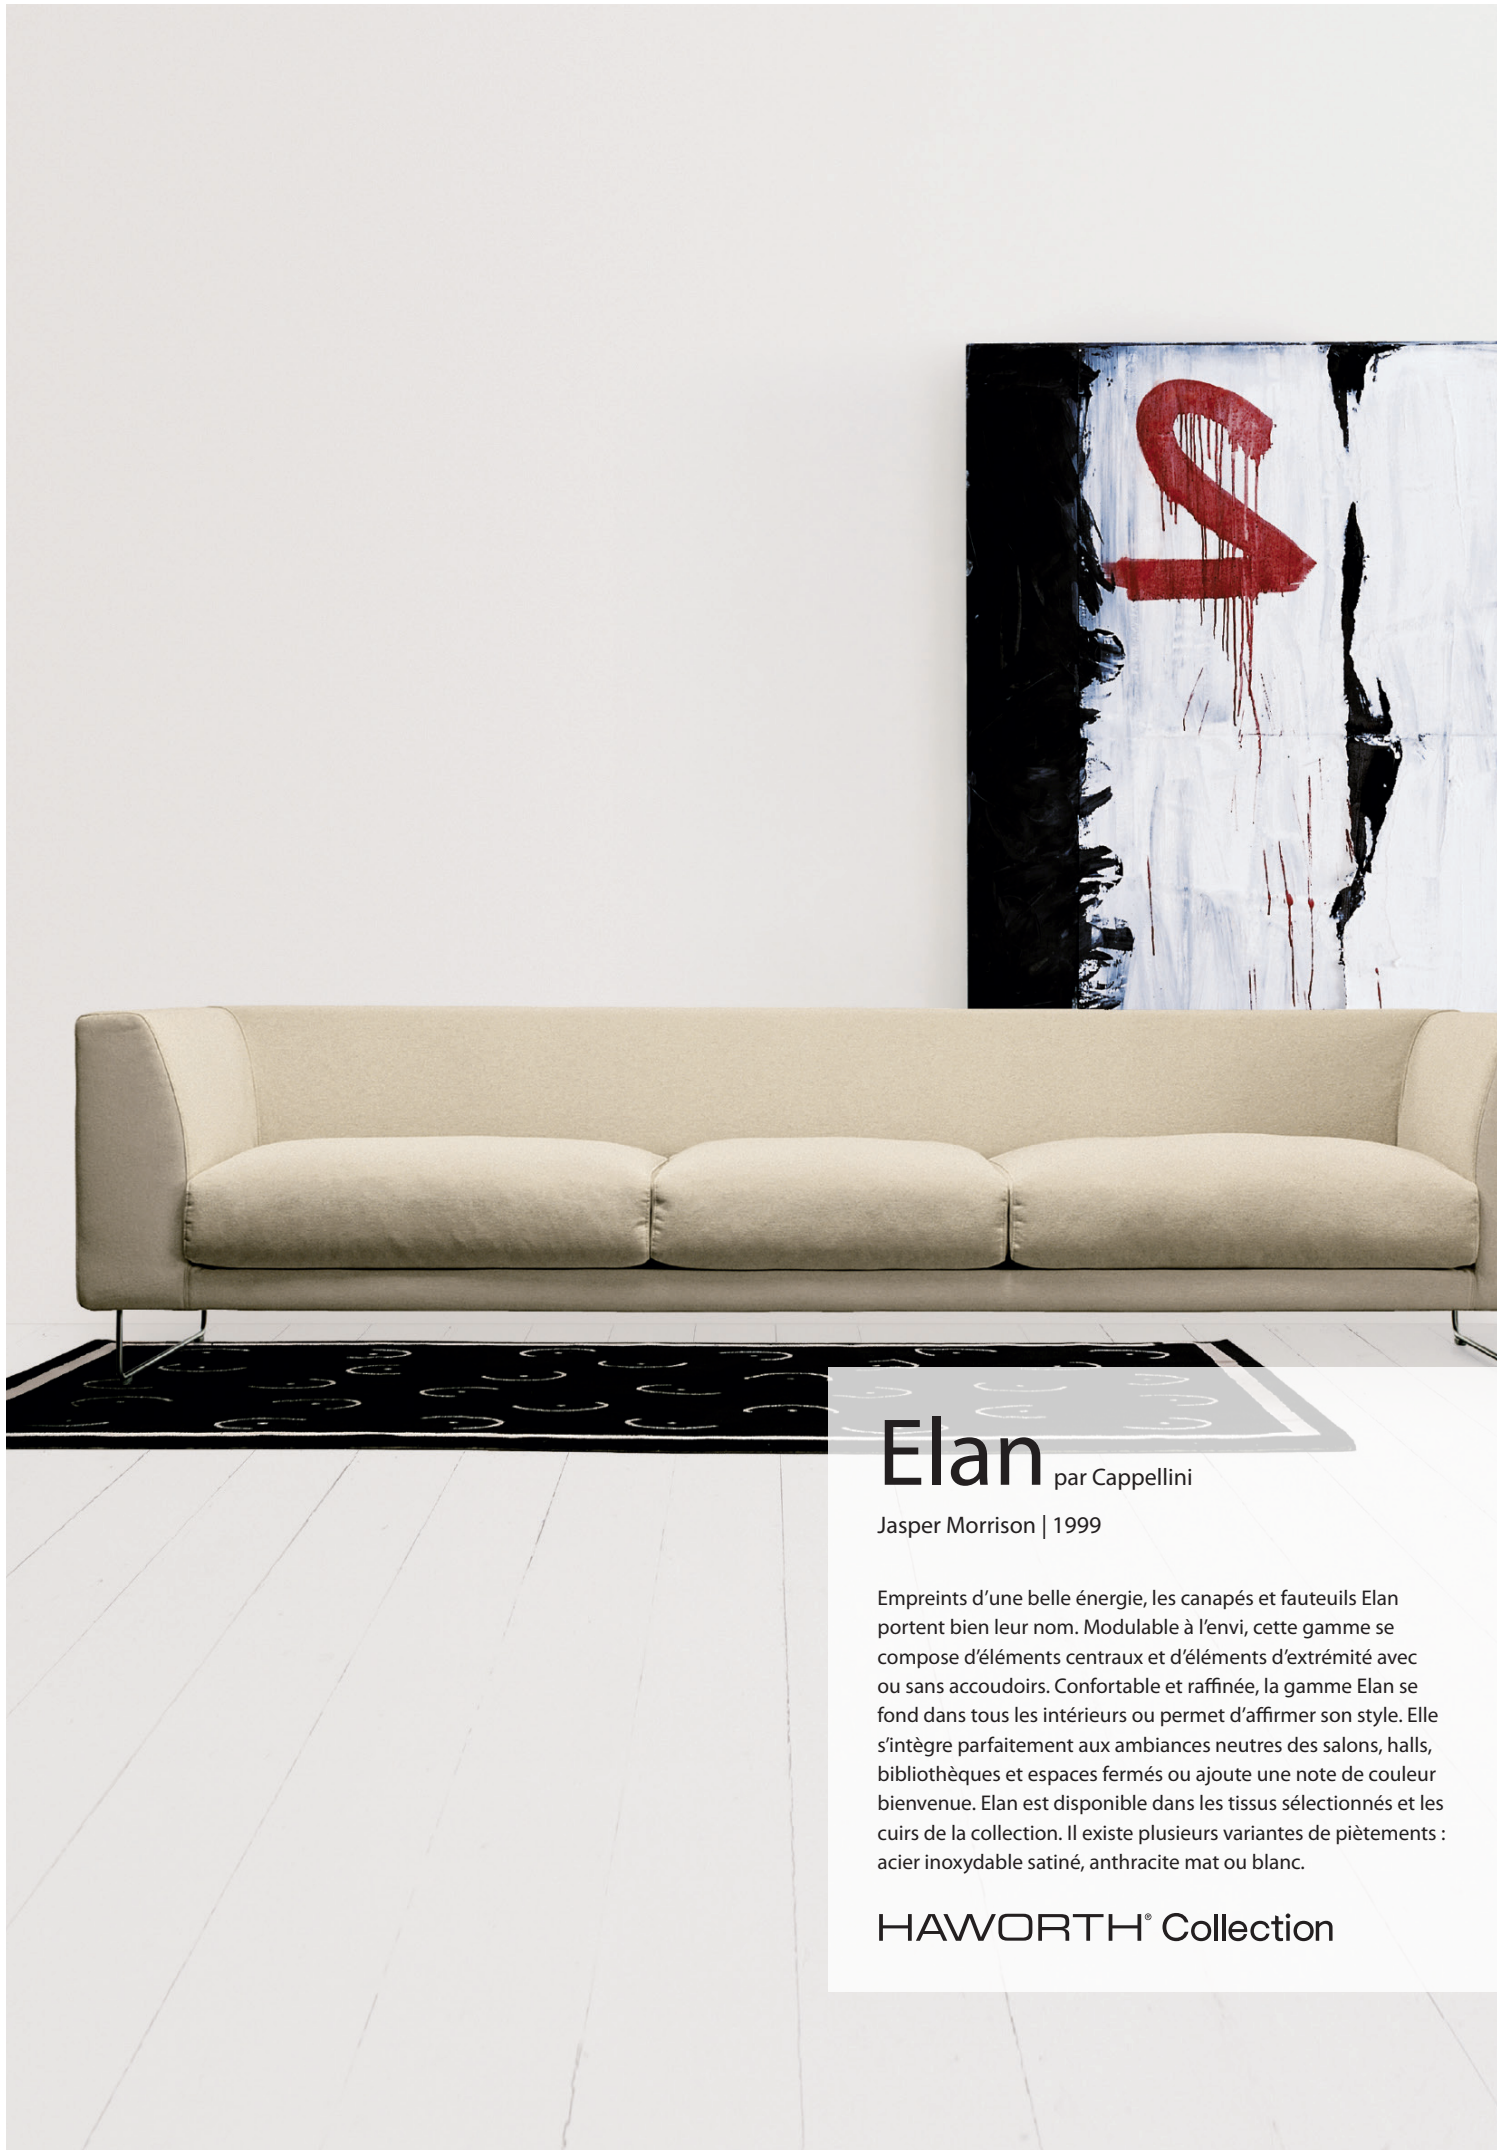 2
Elan par Cappellini
Jasper Morrison | 1999
Empreints d’une belle énergie, les canapés et fauteuils Elan
portent bien leur nom. Modulable à l’envi, cette gamme se
compose d’éléments centraux et d’éléments d’extrémité avec
ou sans accoudoirs. Confortable et raffinée, la gamme Elan se
fond dans tous les intérieurs ou permet d’affirmer son style. Elle
s’intègre parfaitement aux ambiances neutres des salons, halls,
bibliothèques et espaces fermés ou ajoute une note de couleur
bienvenue. Elan est disponible dans les tissus sélectionnés et les
cuirs de la collection. Il existe plusieurs variantes de piètements :
acier inoxydable satiné, anthracite mat ou blanc.
HAWORTH® Collection